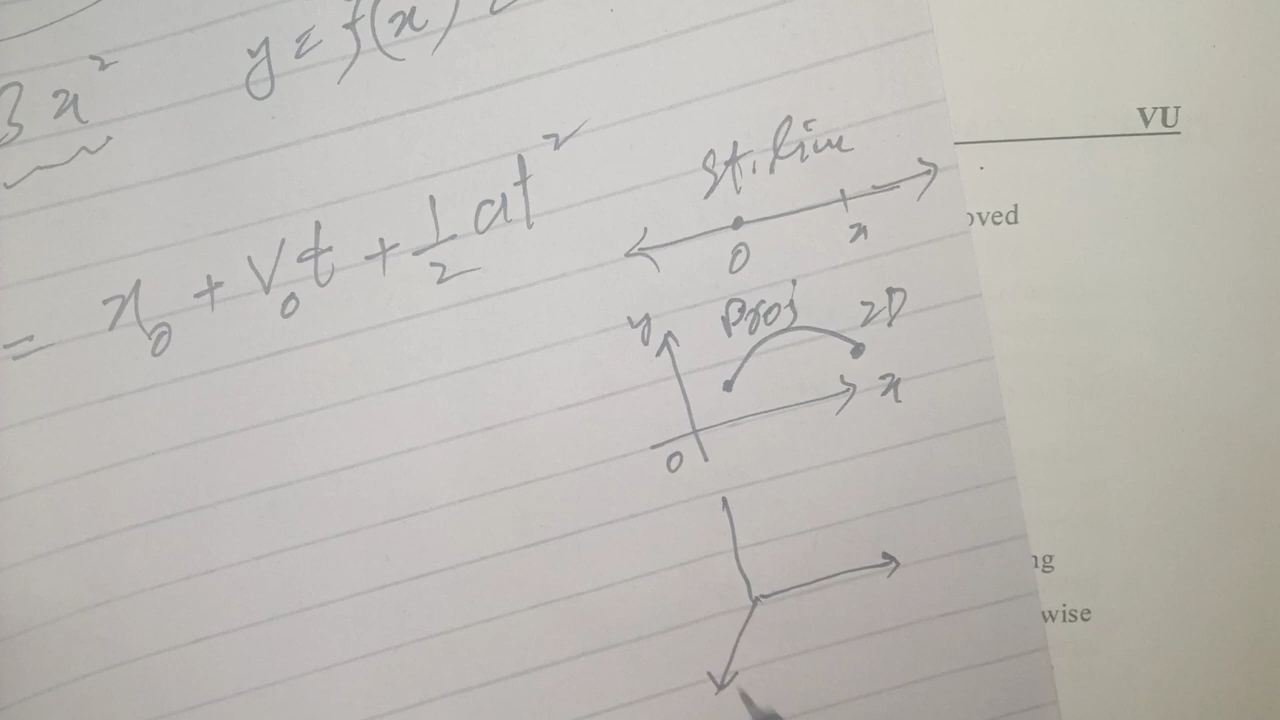 3x²
y = f(x)
= x₀ + V₀t + ½at²
St. line
0 x
y Proj 2D
x
0
VU
oved
ng
wise